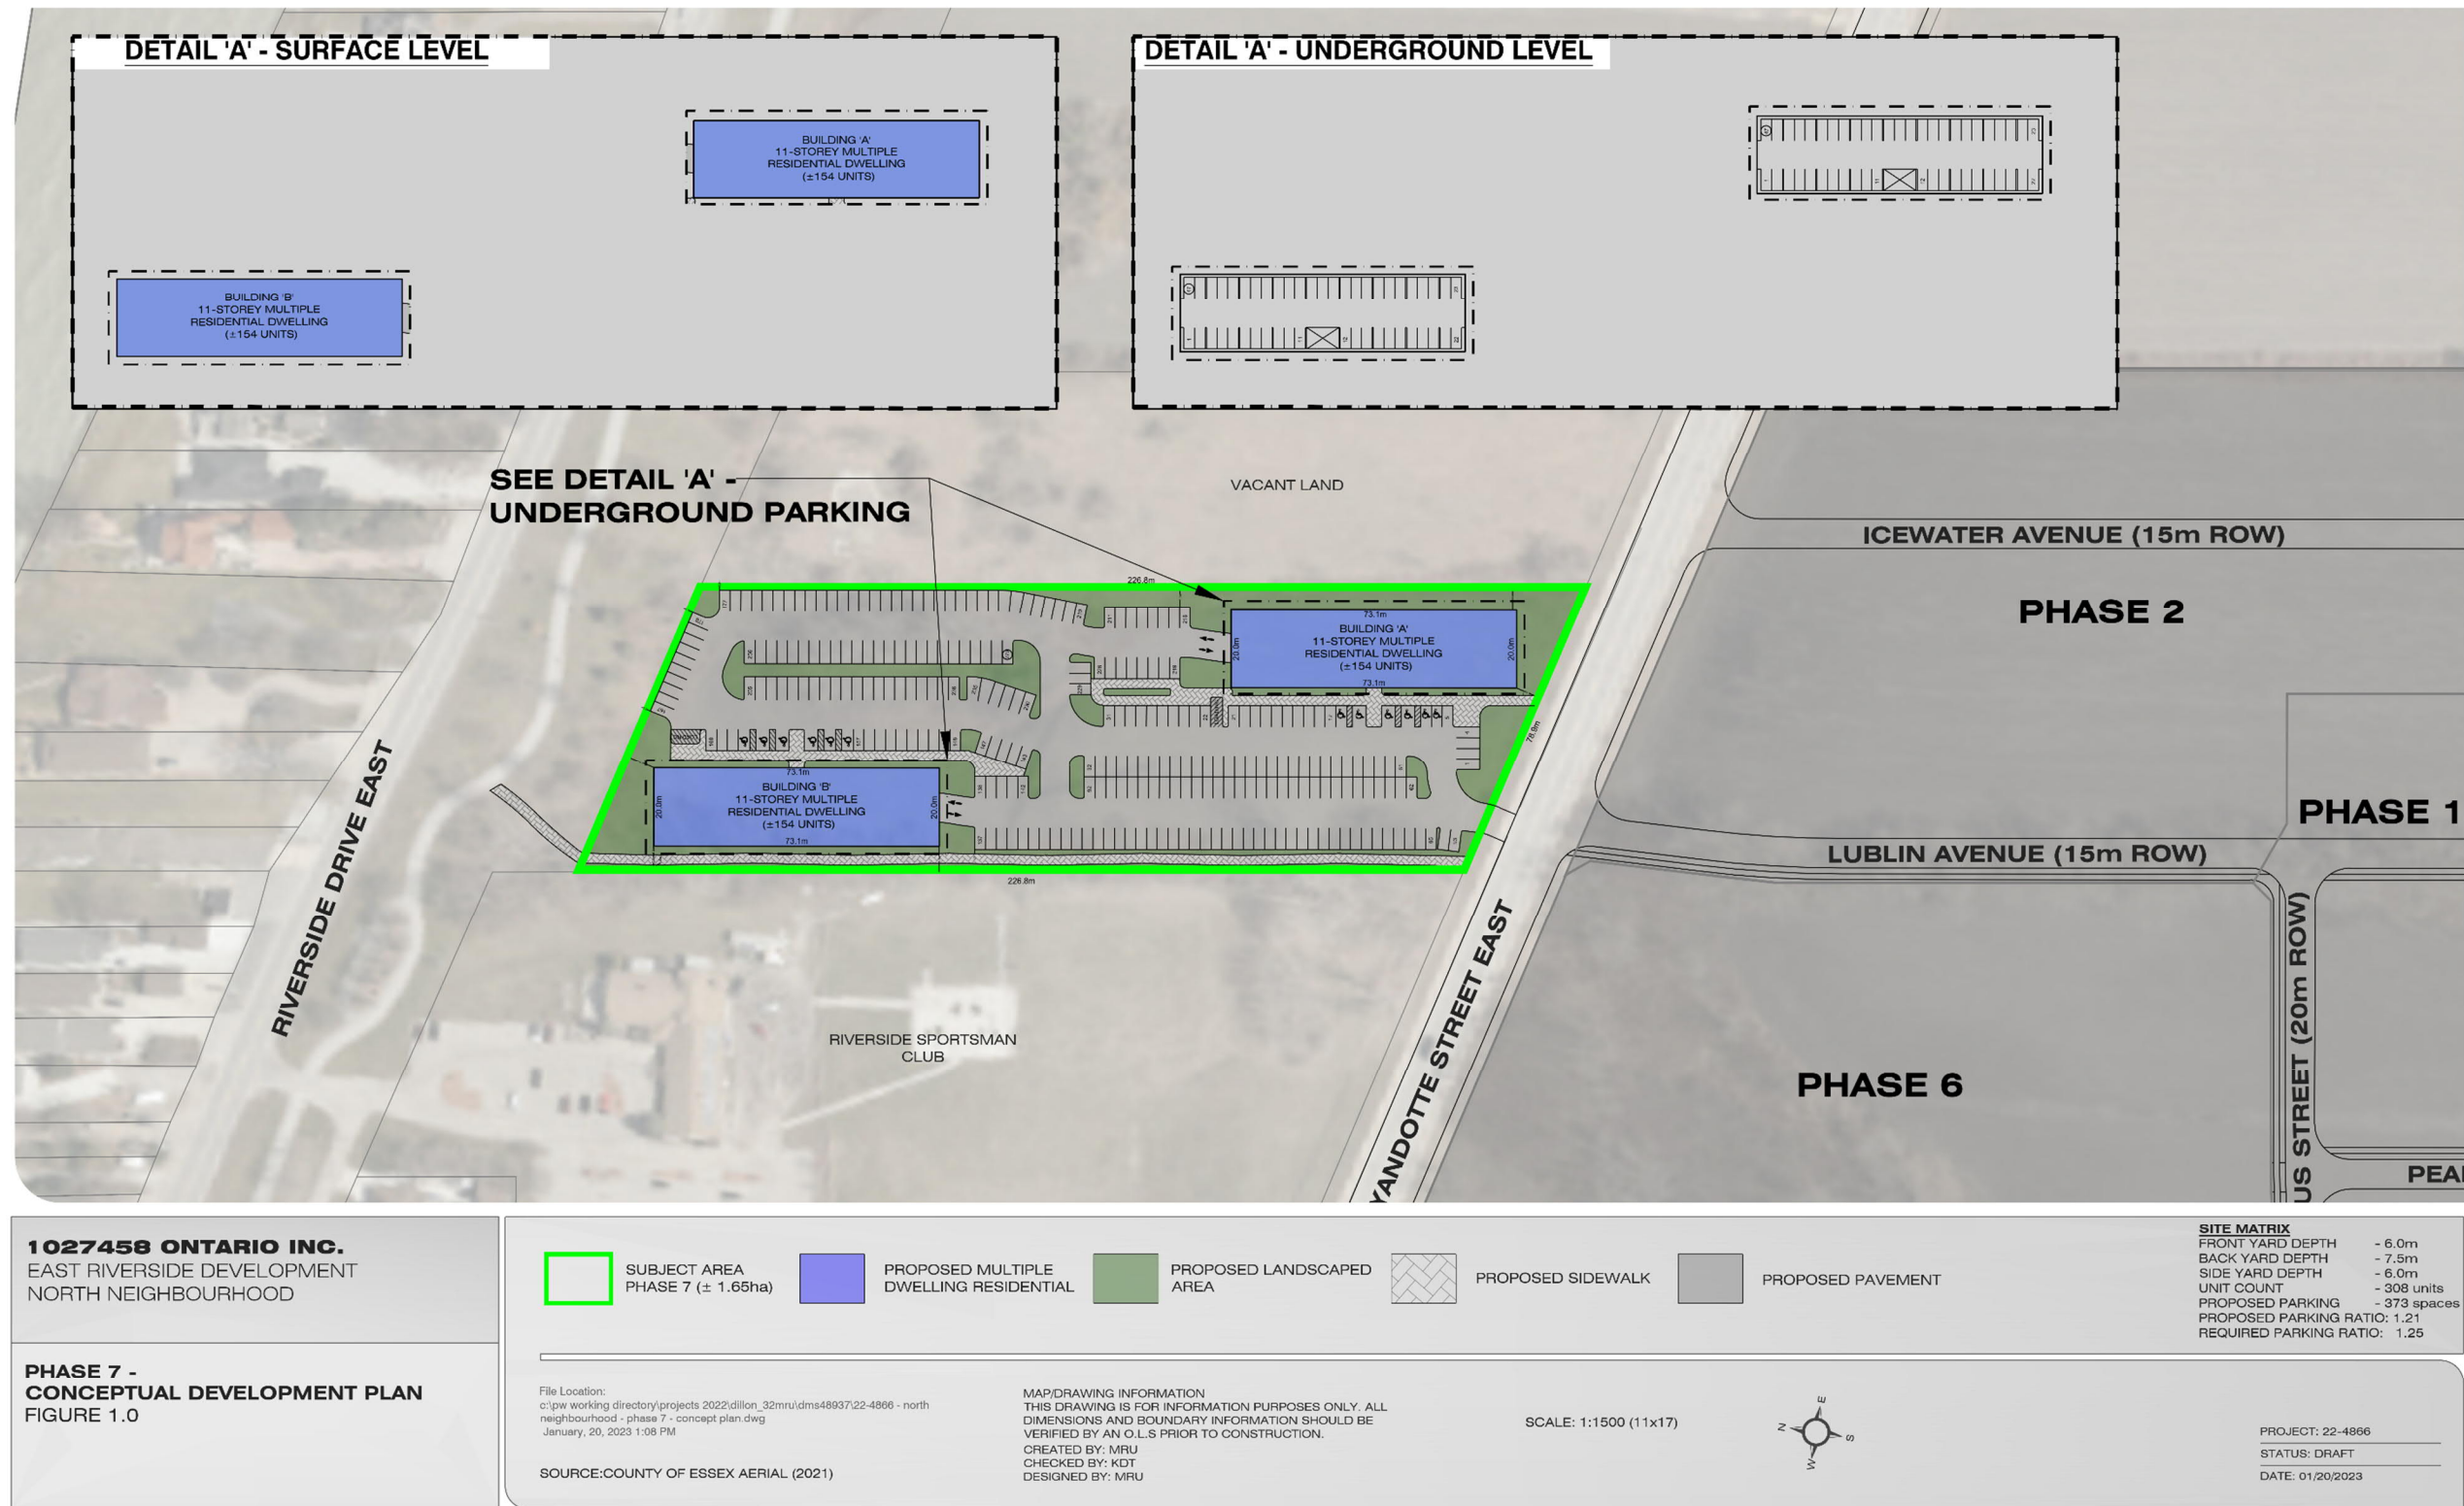 DETAIL 'A' - SURFACE LEVEL
BUILDING 'A'
11-STOREY MULTIPLE
RESIDENTIAL DWELLING
(±154 UNITS)
BUILDING 'B'
11-STOREY MULTIPLE
RESIDENTIAL DWELLING
(±154 UNITS)
DETAIL 'A' - UNDERGROUND LEVEL
1
11
12
22
23
1
11
12
22
23
SEE DETAIL 'A' -
UNDERGROUND PARKING
VACANT LAND
226.8m
73.1m
BUILDING 'A'
11-STOREY MULTIPLE
RESIDENTIAL DWELLING
(±154 UNITS)
20.0m
20.0m
73.1m
78.9m
73.1m
BUILDING 'B'
11-STOREY MULTIPLE
RESIDENTIAL DWELLING
(±154 UNITS)
20.0m
20.0m
73.1m
226.8m
RIVERSIDE DRIVE EAST
RIVERSIDE SPORTSMAN
CLUB
YANDOTTE STREET EAST
ICEWATER AVENUE (15m ROW)
PHASE 2
PHASE 1
LUBLIN AVENUE (15m ROW)
PHASE 6
US STREET (20m ROW)
PEA
1027458 ONTARIO INC.
EAST RIVERSIDE DEVELOPMENT
NORTH NEIGHBOURHOOD
PHASE 7 -
CONCEPTUAL DEVELOPMENT PLAN
FIGURE 1.0
SUBJECT AREA
PHASE 7 (± 1.65ha)
PROPOSED MULTIPLE
DWELLING RESIDENTIAL
PROPOSED LANDSCAPED
AREA
PROPOSED SIDEWALK
PROPOSED PAVEMENT
SITE MATRIX
FRONT YARD DEPTH - 6.0m
BACK YARD DEPTH - 7.5m
SIDE YARD DEPTH - 6.0m
UNIT COUNT - 308 units
PROPOSED PARKING - 373 spaces
PROPOSED PARKING RATIO: 1.21
REQUIRED PARKING RATIO: 1.25
File Location:
c:\pw working directory\projects 2022\dillon_32mru\dms48937\22-4866 - north
neighbourhood - phase 7 - concept plan.dwg
January, 20, 2023 1:08 PM
SOURCE:COUNTY OF ESSEX AERIAL (2021)
MAP/DRAWING INFORMATION
THIS DRAWING IS FOR INFORMATION PURPOSES ONLY. ALL
DIMENSIONS AND BOUNDARY INFORMATION SHOULD BE
VERIFIED BY AN O.L.S PRIOR TO CONSTRUCTION.
CREATED BY: MRU
CHECKED BY: KDT
DESIGNED BY: MRU
SCALE: 1:1500 (11x17)
E
N
S
W
PROJECT: 22-4866
STATUS: DRAFT
DATE: 01/20/2023